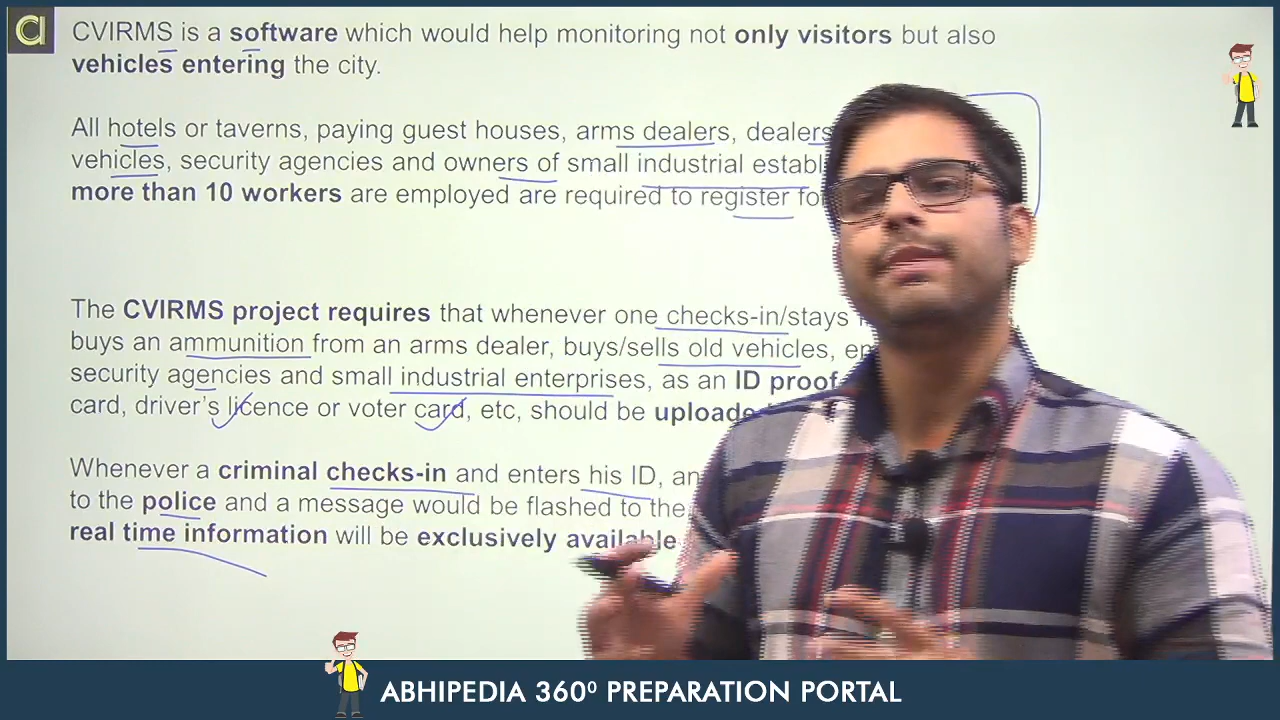 CVIRMS is a software which would help monitoring not only visitors but also
vehicles entering the city.
All hotels or taverns, paying guest houses, arms dealers, dealers
vehicles, security agencies and owners of small industrial
more than 10 workers are employed are required to register
The CVIRMS project requires that whenever one checks-in/stays
buys an ammunition from an arms dealer, buys/sells old vehicles,
security agencies and small industrial enterprises, as an ID proof
card, driver's licence or voter card, etc, should be
Whenever a criminal checks-in and enters his ID,
to the police and a message would be flashed to the
real time information will be exclusively available
ABHIPEDIA 360⁰ PREPARATION PORTAL